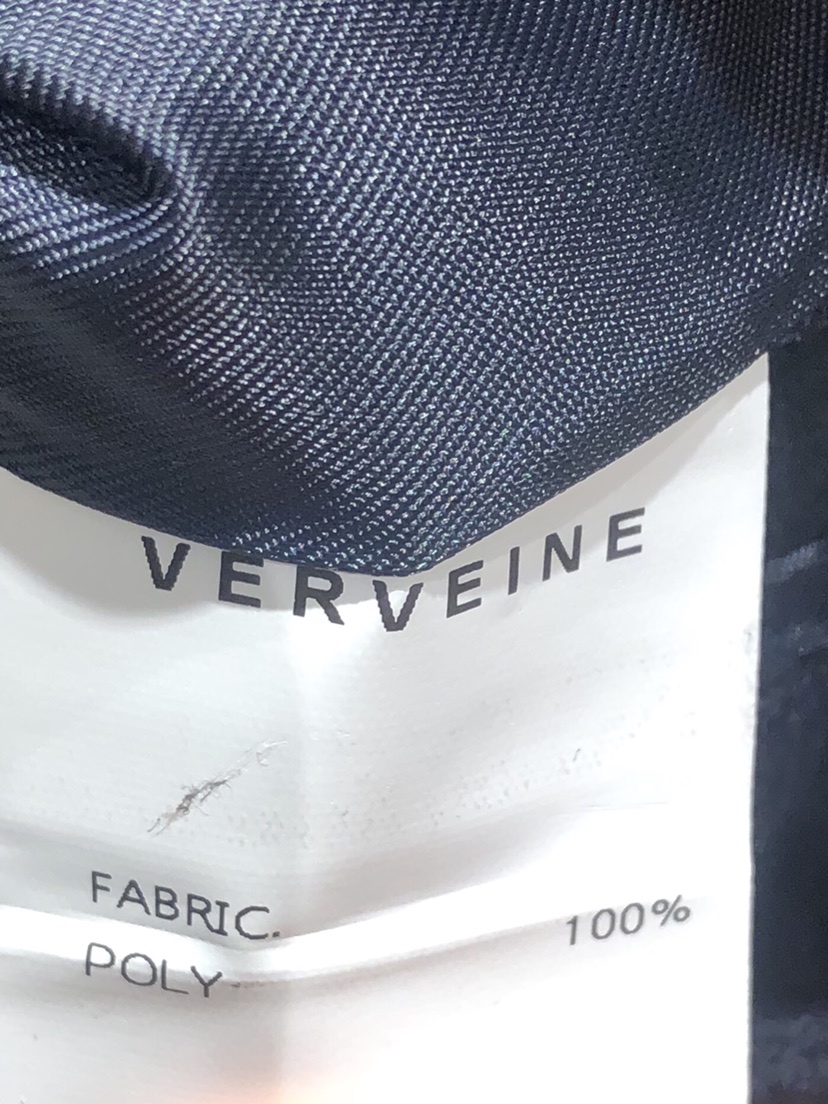 VERVEINE
FABRIC.
POLY 100%